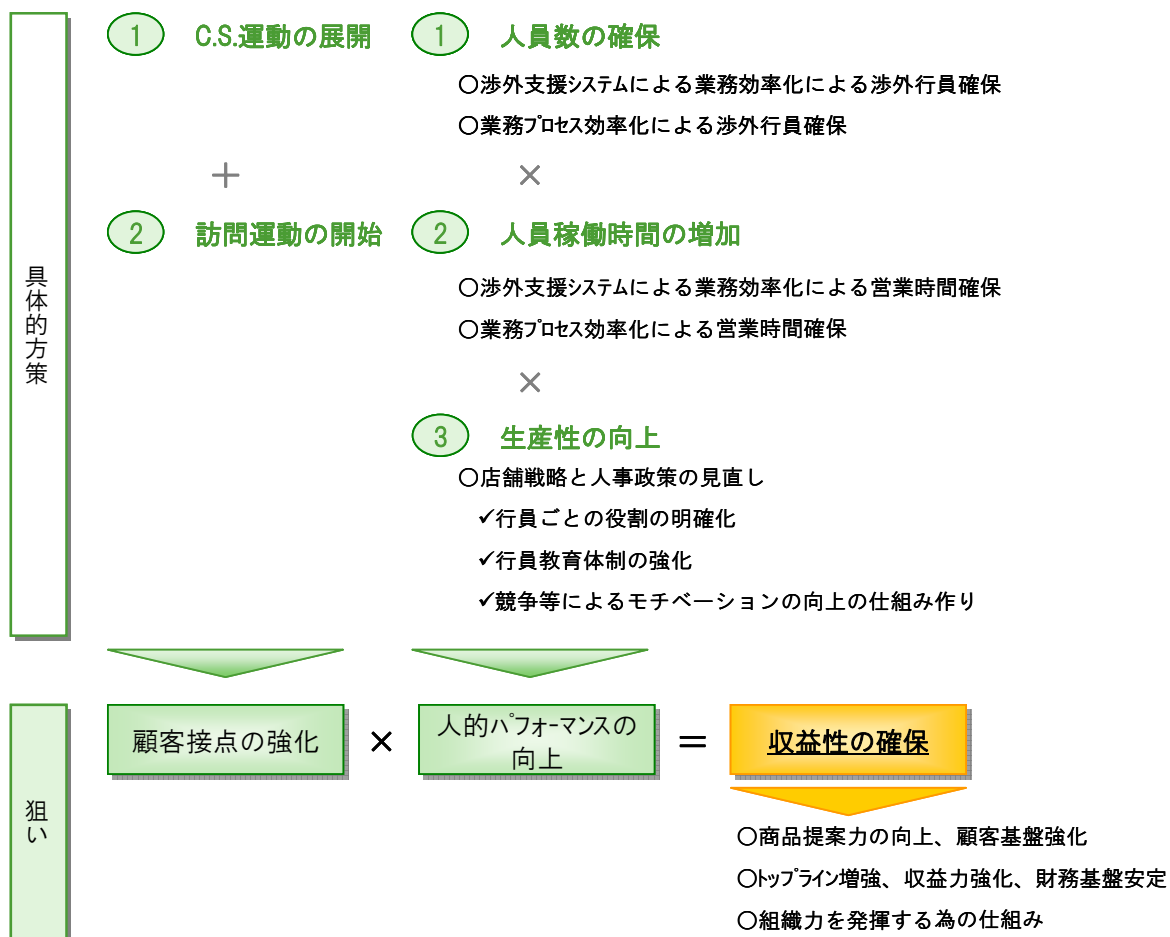 具体的方策
① C.S.運動の展開
＋
② 訪問運動の開始
① 人員数の確保
○渉外支援ｼｽﾃﾑによる業務効率化による渉外行員確保
○業務ﾌﾟﾛｾｽ効率化による渉外行員確保
×
② 人員稼働時間の増加
○渉外支援ｼｽﾃﾑによる業務効率化による営業時間確保
○業務ﾌﾟﾛｾｽ効率化による営業時間確保
×
③ 生産性の向上
○店舗戦略と人事政策の見直し
✓行員ごとの役割の明確化
✓行員教育体制の強化
✓競争等によるモチベーションの向上の仕組み作り
狙い
顧客接点の強化
×
人的ﾊﾟﾌｫｰﾏﾝｽの
向上
＝
収益性の確保
○商品提案力の向上、顧客基盤強化
○ﾄｯﾌﾟﾗｲﾝ増強、収益力強化、財務基盤安定
○組織力を発揮する為の仕組み